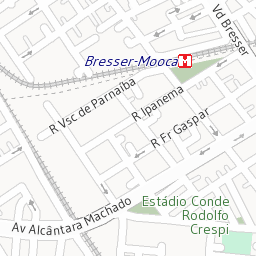 Vd Bresser
Bresser-Mooca
M
R Vsc de Parnaíba
R Ipanema
R Fr Gaspar
Estádio Conde
Rodolfo
Crespi
Av Alcântara Machado